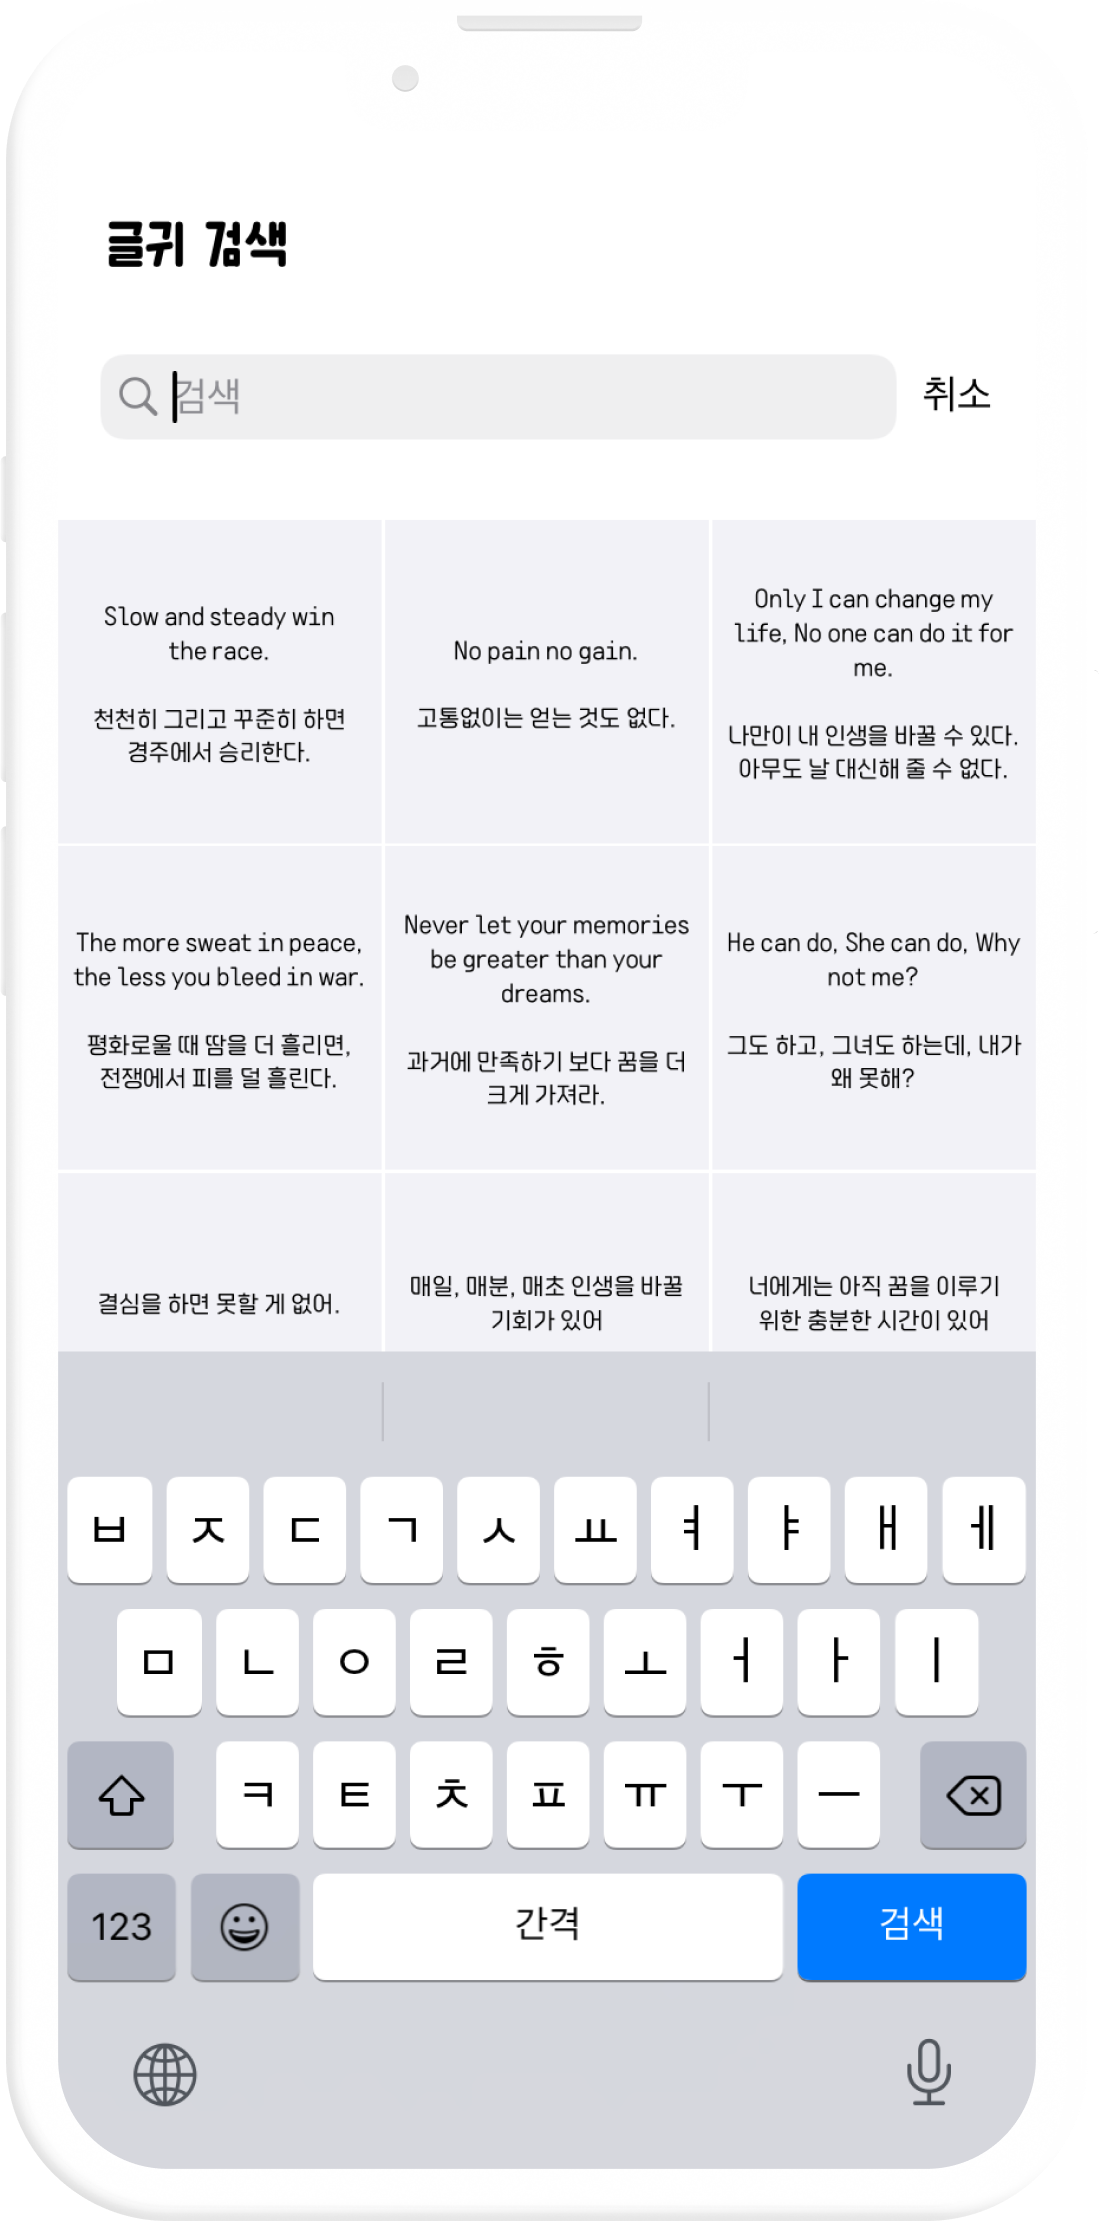 글귀 검색
검색
취소
Slow and steady win
the race.
천천히 그리고 꾸준히 하면
경주에서 승리한다.
No pain no gain.
고통없이는 얻는 것도 없다.
Only I can change my
life, No one can do it for
me.
나만이 내 인생을 바꿀 수 있다.
아무도 날 대신해 줄 수 없다.
The more sweat in peace,
the less you bleed in war.
평화로울 때 땀을 더 흘리면,
전쟁에서 피를 덜 흘린다.
Never let your memories
be greater than your
dreams.
과거에 만족하기 보다 꿈을 더
크게 가져라.
He can do, She can do, Why
not me?
그도 하고, 그녀도 하는데, 내가
왜 못해?
결심을 하면 못할 게 없어.
매일, 매분, 매초 인생을 바꿀
기회가 있어
너에게는 아직 꿈을 이루기
위한 충분한 시간이 있어
ㅂ ㅈ ㄷ ㄱ ㅅ ㅛ ㅕ ㅑ ㅐ ㅔ
ㅁ ㄴ ㅇ ㄹ ㅎ ㅗ ㅓ ㅏ ㅣ
ㅋ ㅌ ㅊ ㅍ ㅠ ㅜ ㅡ
123 간격 검색